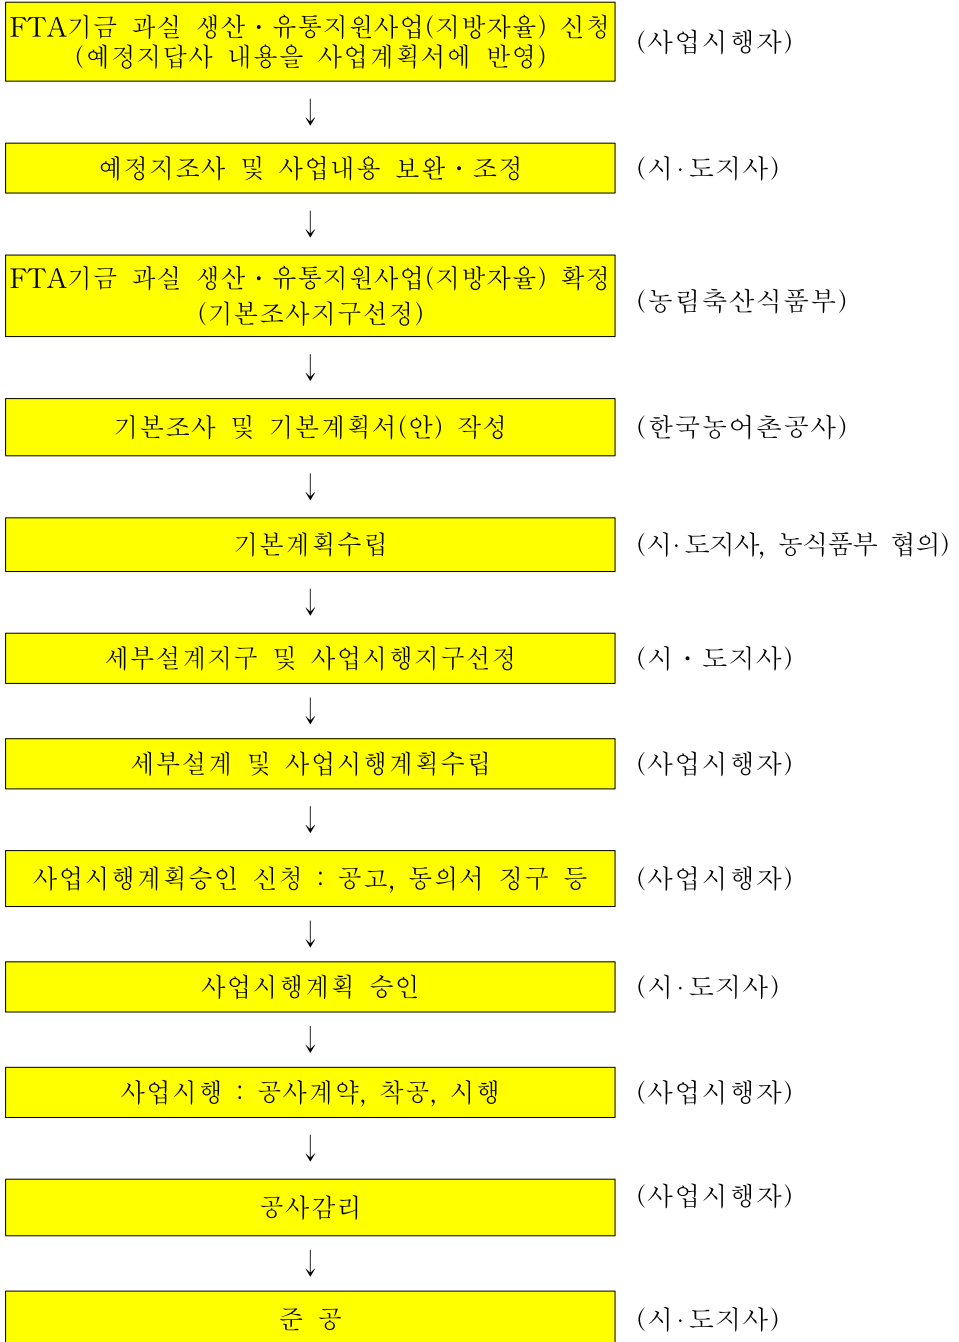 FTA기금 과실 생산・유통지원사업(지방자율) 신청
(예정지답사 내용을 사업계획서에 반영)
(사업시행자)
↓
예정지조사 및 사업내용 보완・조정
(시·도지사)
↓
FTA기금 과실 생산・유통지원사업(지방자율) 확정
(기본조사지구선정)
(농림축산식품부)
↓
기본조사 및 기본계획서(안) 작성
(한국농어촌공사)
↓
기본계획수립
(시·도지사, 농식품부 협의)
↓
세부설계지구 및 사업시행지구선정
(시・도지사)
↓
세부설계 및 사업시행계획수립
(사업시행자)
↓
사업시행계획승인 신청 : 공고, 동의서 징구 등
(사업시행자)
↓
사업시행계획 승인
(시·도지사)
↓
사업시행 : 공사계약, 착공, 시행
(사업시행자)
↓
공사감리
(사업시행자)
↓
준 공
(시·도지사)